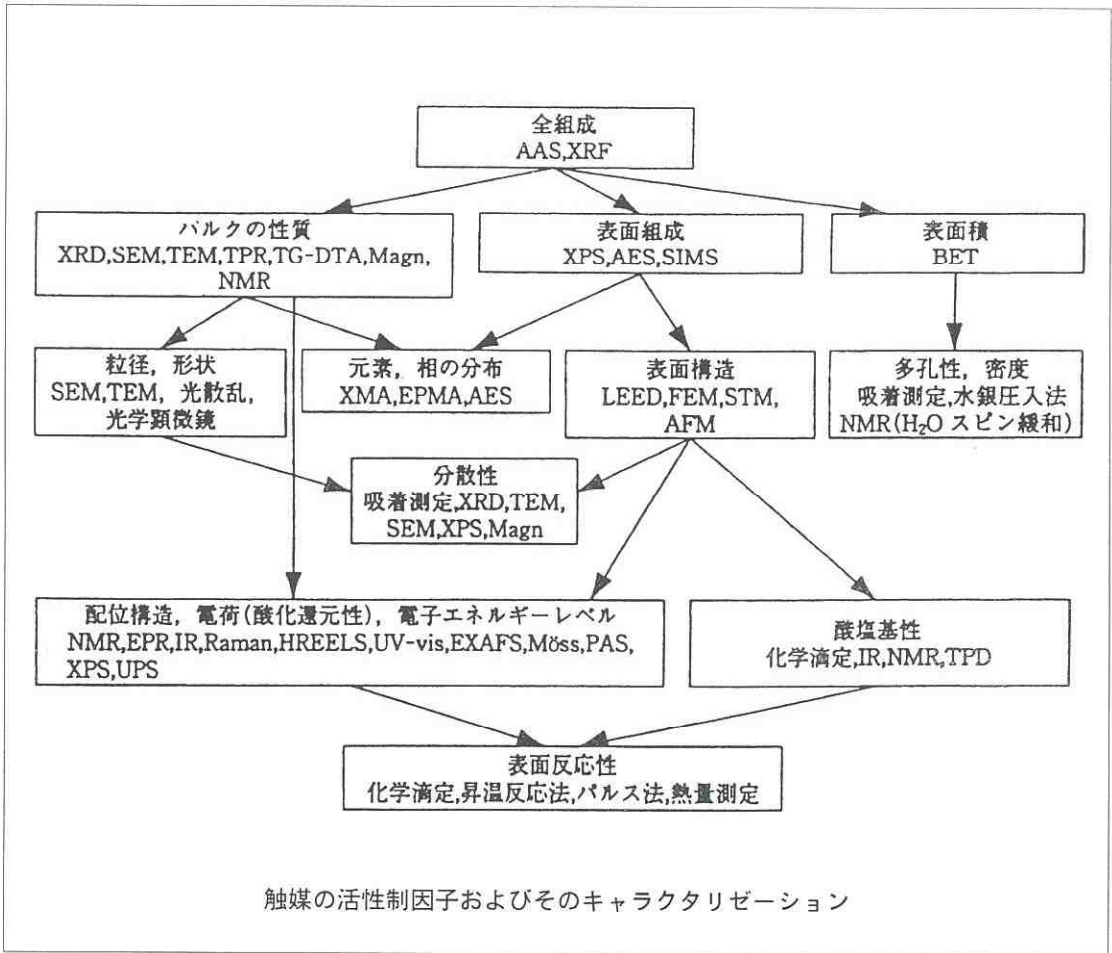 全組成
AAS,XRF
バルクの性質
XRD,SEM,TEM,TPR,TG-DTA,Magn,
NMR
表面組成
XPS,AES,SIMS
表面積
BET
粒径, 形状
SEM,TEM, 光散乱,
光学顕微鏡
元素, 相の分布
XMA,EPMA,AES
表面構造
LEED,FEM,STM,
AFM
多孔性, 密度
吸着測定,水銀圧入法
NMR(H₂O スピン緩和)
分散性
吸着測定,XRD,TEM,
SEM,XPS,Magn
配位構造, 電荷(酸化還元性), 電子エネルギーレベル
NMR,EPR,IR,Raman,HREELS,UV-vis,EXAFS,Möss,PAS,
XPS,UPS
酸塩基性
化学滴定,IR,NMR,TPD
表面反応性
化学滴定,昇温反応法,パルス法,熱量測定
触媒の活性制因子およびそのキャラクタリゼーション